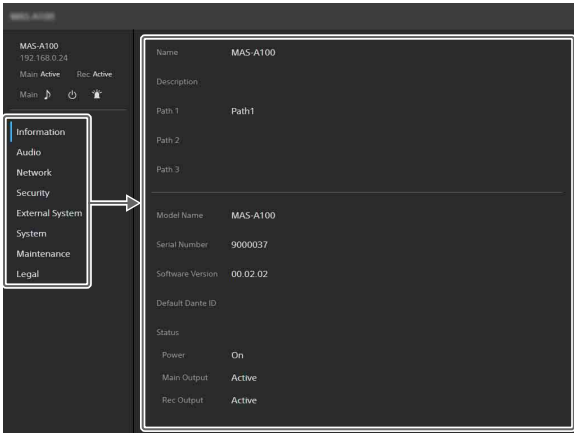 MAS-A100
192.168.0.24
Main Active Rec Active
Main
Information
Audio
Network
Security
External System
System
Maintenance
Legal
Name MAS-A100
Description
Path 1 Path1
Path 2
Path 3
Model Name MAS-A100
Serial Number 9000037
Software Version 00.02.02
Default Dante ID
Status
Power On
Main Output Active
Rec Output Active